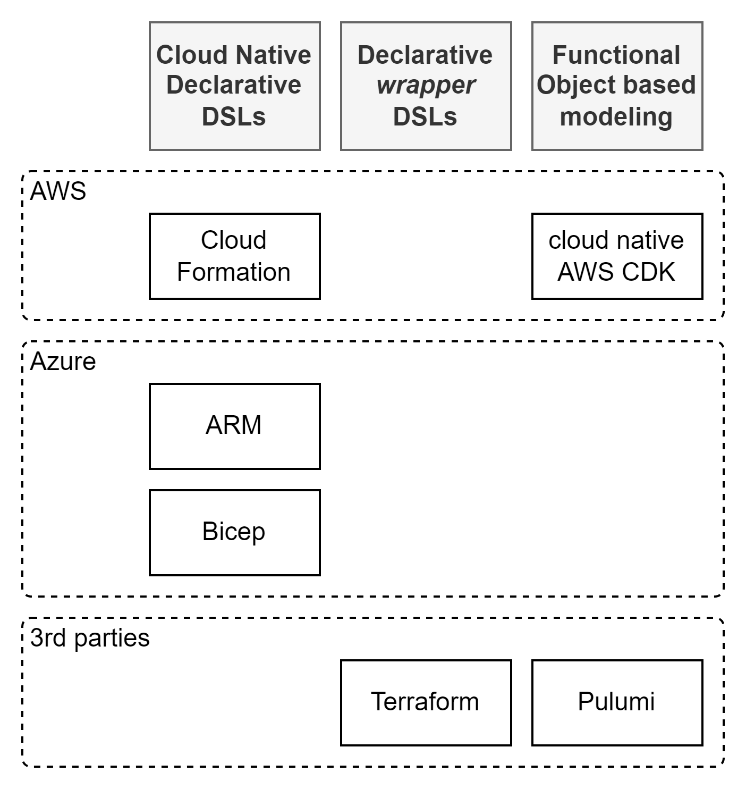 Cloud Native
Declarative
DSLs
Declarative
wrapper
DSLs
Functional
Object based
modeling
AWS
Cloud
Formation
cloud native
AWS CDK
Azure
ARM
Bicep
3rd parties
Terraform
Pulumi